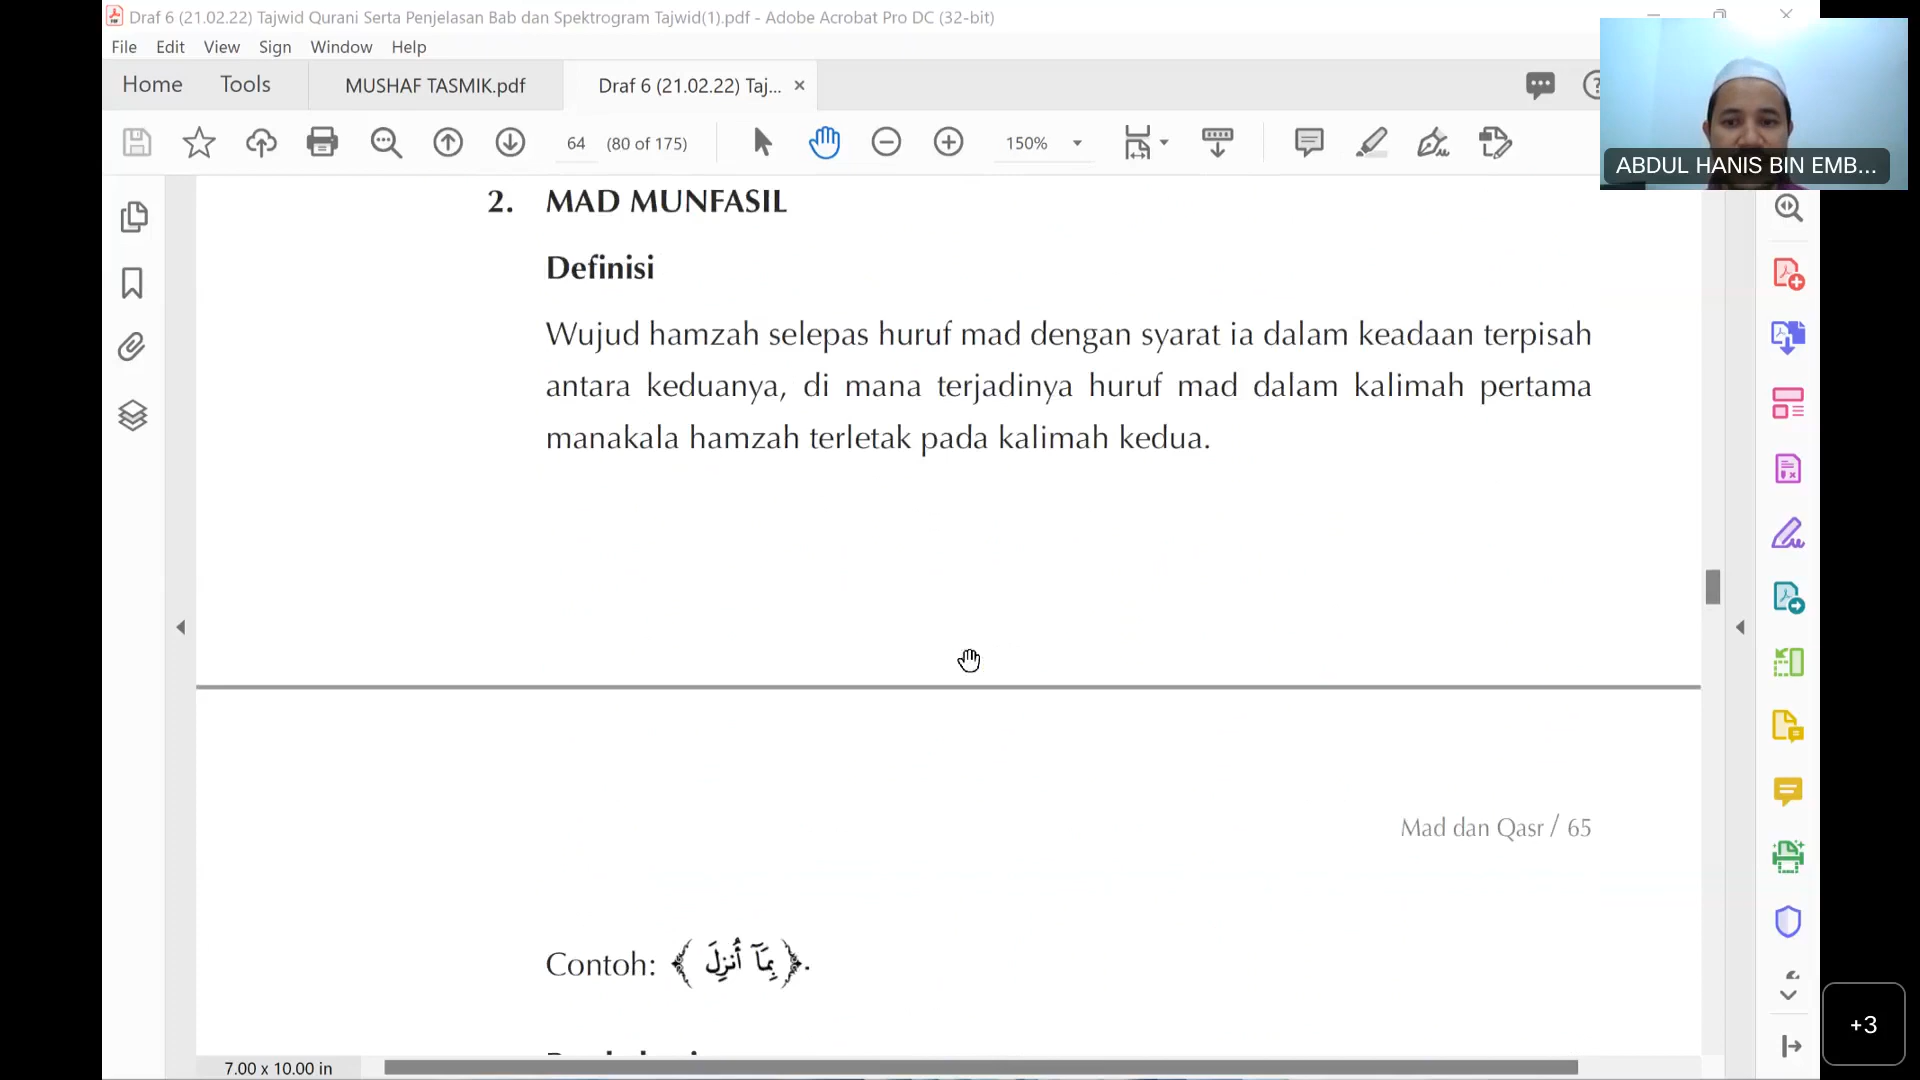 Draf 6 (21.02.22) Tajwid Qurani Serta Penjelasan Bab dan Spektrogram Tajwid(1).pdf - Adobe Acrobat Pro DC (32-bit)
File Edit View Sign Window Help
Home Tools MUSHAF TASMIK.pdf Draf 6 (21.02.22) Taj...
64 (80 of 175) 150%
ABDUL HANIS BIN EMB...
2. MAD MUNFASIL
Definisi
Wujud hamzah selepas huruf mad dengan syarat ia dalam keadaan terpisah
antara keduanya, di mana terjadinya huruf mad dalam kalimah pertama
manakala hamzah terletak pada kalimah kedua.
Mad dan Qasr / 65
Contoh: ﴿بِمَآ أُنزِلَ﴾.
+3
7.00 x 10.00 in